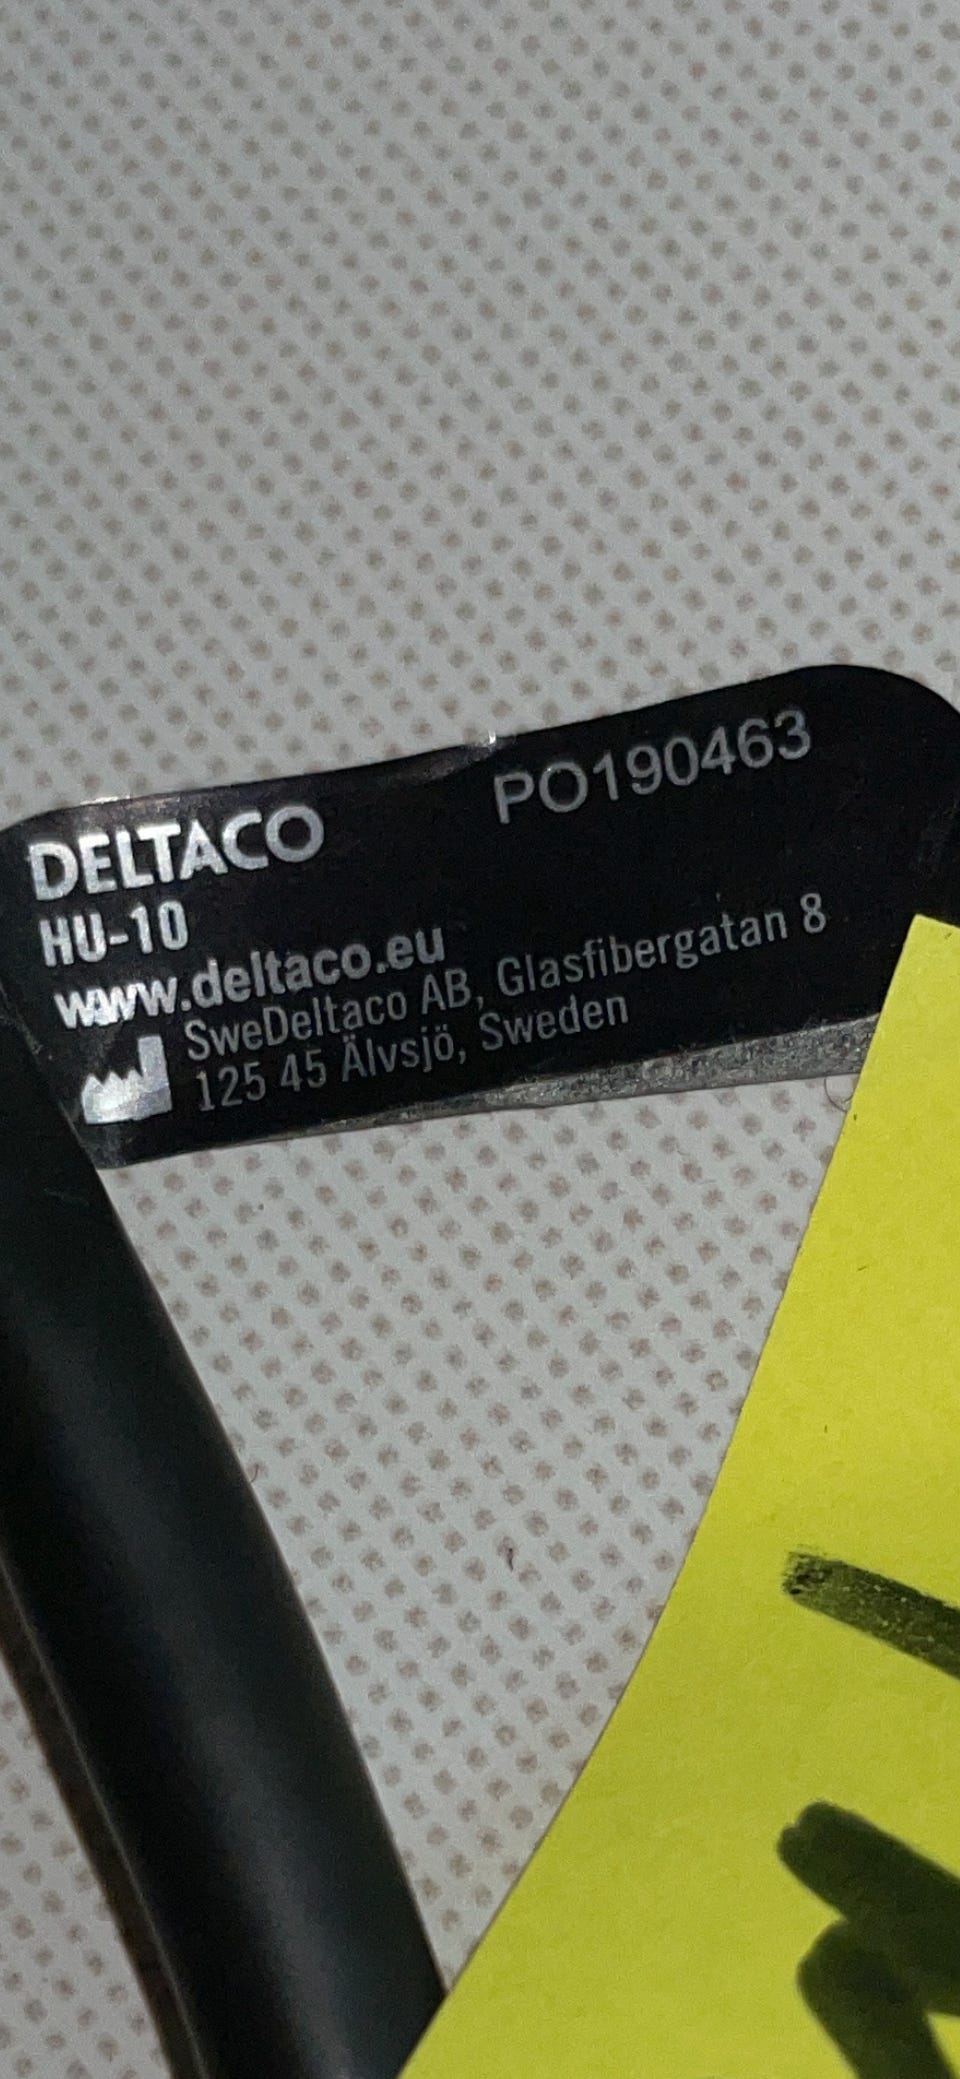 DELTACO
PO190463
HU-10
www.deltaco.eu
SweDeltaco AB, Glasfibergatan 8
125 45 Älvsjö, Sweden